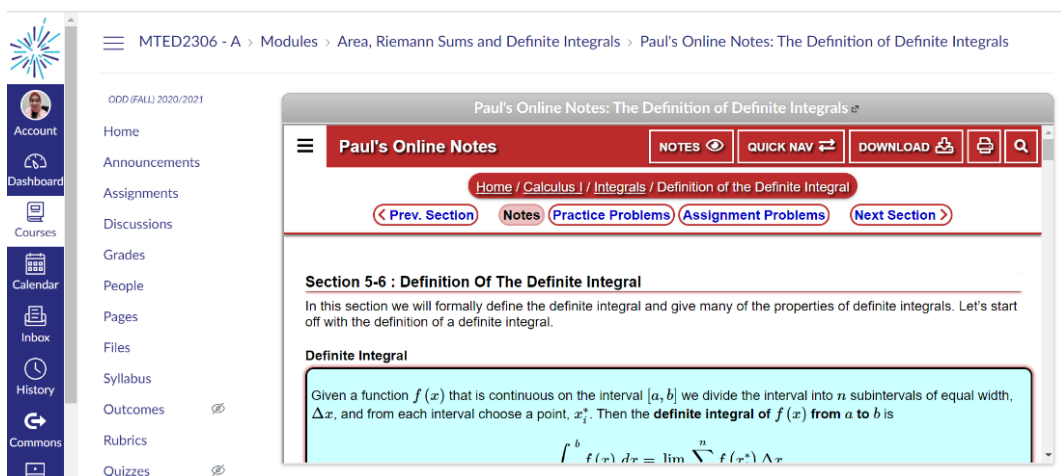 MTED2306 - A > Modules > Area, Riemann Sums and Definite Integrals > Paul's Online Notes: The Definition of Definite Integrals
Account
Dashboard
Courses
Calendar
Inbox
History
Commons
ODD (FALL) 2020/2021
Home
Announcements
Assignments
Discussions
Grades
People
Pages
Files
Syllabus
Outcomes
Rubrics
Quizzes
Paul's Online Notes: The Definition of Definite Integrals
Paul's Online Notes
NOTES
QUICK NAV
DOWNLOAD
Home / Calculus I / Integrals / Definition of the Definite Integral
Prev. Section
Notes
Practice Problems
Assignment Problems
Next Section
Section 5-6 : Definition Of The Definite Integral
In this section we will formally define the definite integral and give many of the properties of definite integrals. Let's start
off with the definition of a definite integral.
Definite Integral
Given a function f (x) that is continuous on the interval [a, b] we divide the interval into n subintervals of equal width,
Δx, and from each interval choose a point, x_i^*. Then the definite integral of f (x) from a to b is
∫ b f (x) dx = lim ∑ n f (x_i^*) Δx